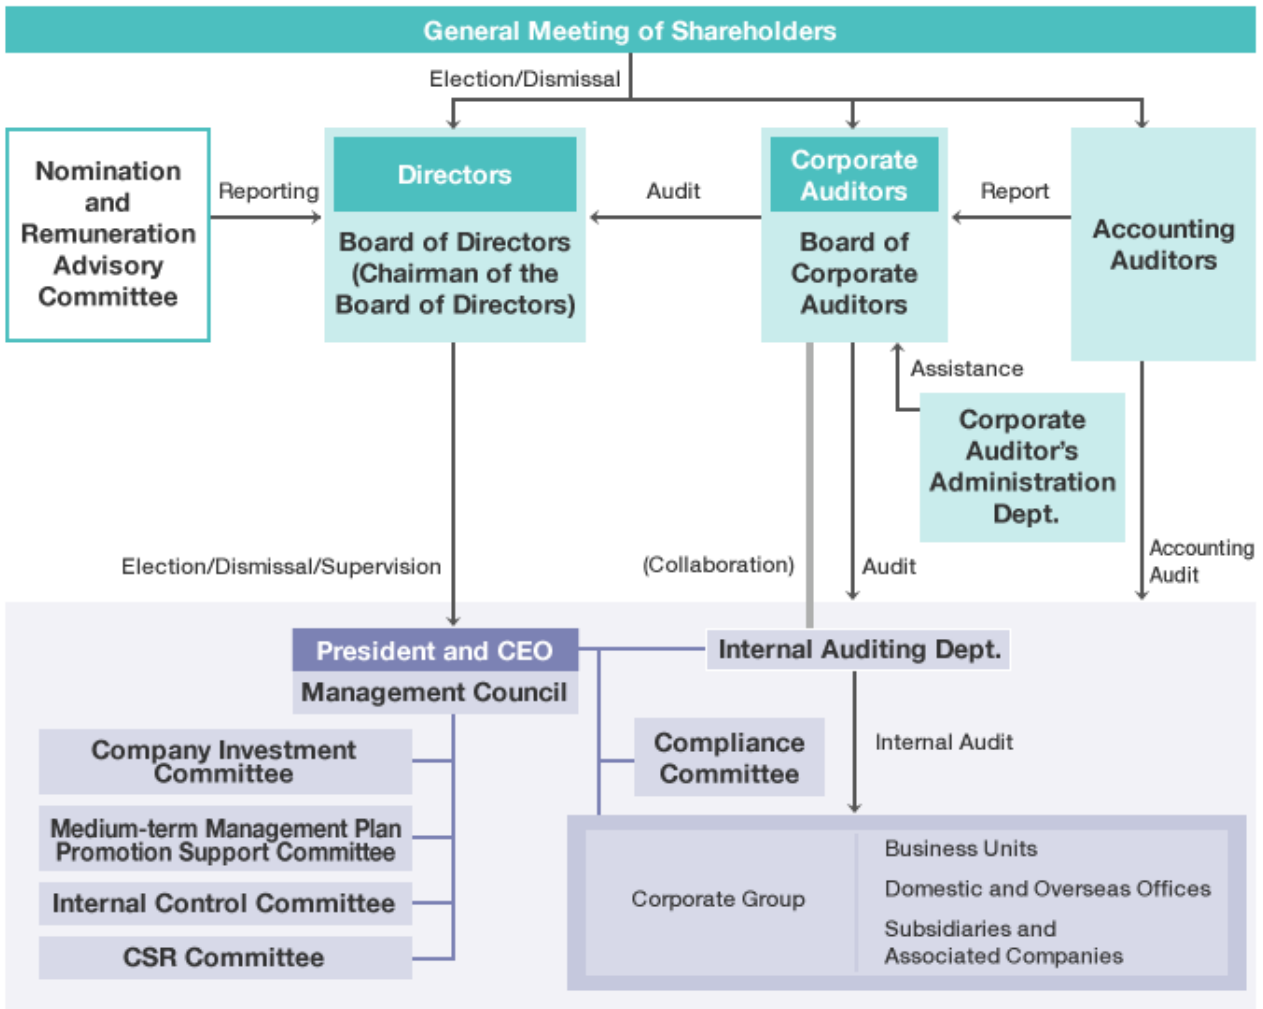 General Meeting of Shareholders
Election/Dismissal
Nomination
and
Remuneration
Advisory
Committee
Reporting
Directors
Board of Directors
(Chairman of the
Board of Directors)
Audit
Corporate
Auditors
Board of
Corporate
Auditors
Report
Accounting
Auditors
Assistance
Corporate
Auditor's
Administration
Dept.
Election/Dismissal/Supervision
(Collaboration)
Audit
Accounting
Audit
President and CEO
Management Council
Internal Auditing Dept.
Company Investment
Committee
Medium-term Management Plan
Promotion Support Committee
Internal Control Committee
CSR Committee
Compliance
Committee
Internal Audit
Corporate Group
Business Units
Domestic and Overseas Offices
Subsidiaries and
Associated Companies